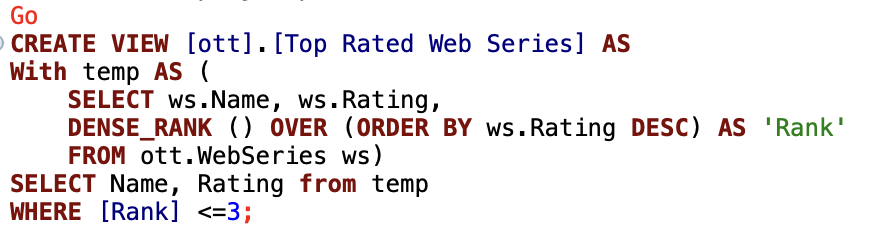 Go
CREATE VIEW [ott].[Top Rated Web Series] AS
With temp AS (
SELECT ws.Name, ws.Rating,
DENSE_RANK () OVER (ORDER BY ws.Rating DESC) AS 'Rank'
FROM ott.WebSeries ws)
SELECT Name, Rating from temp
WHERE [Rank] <=3;